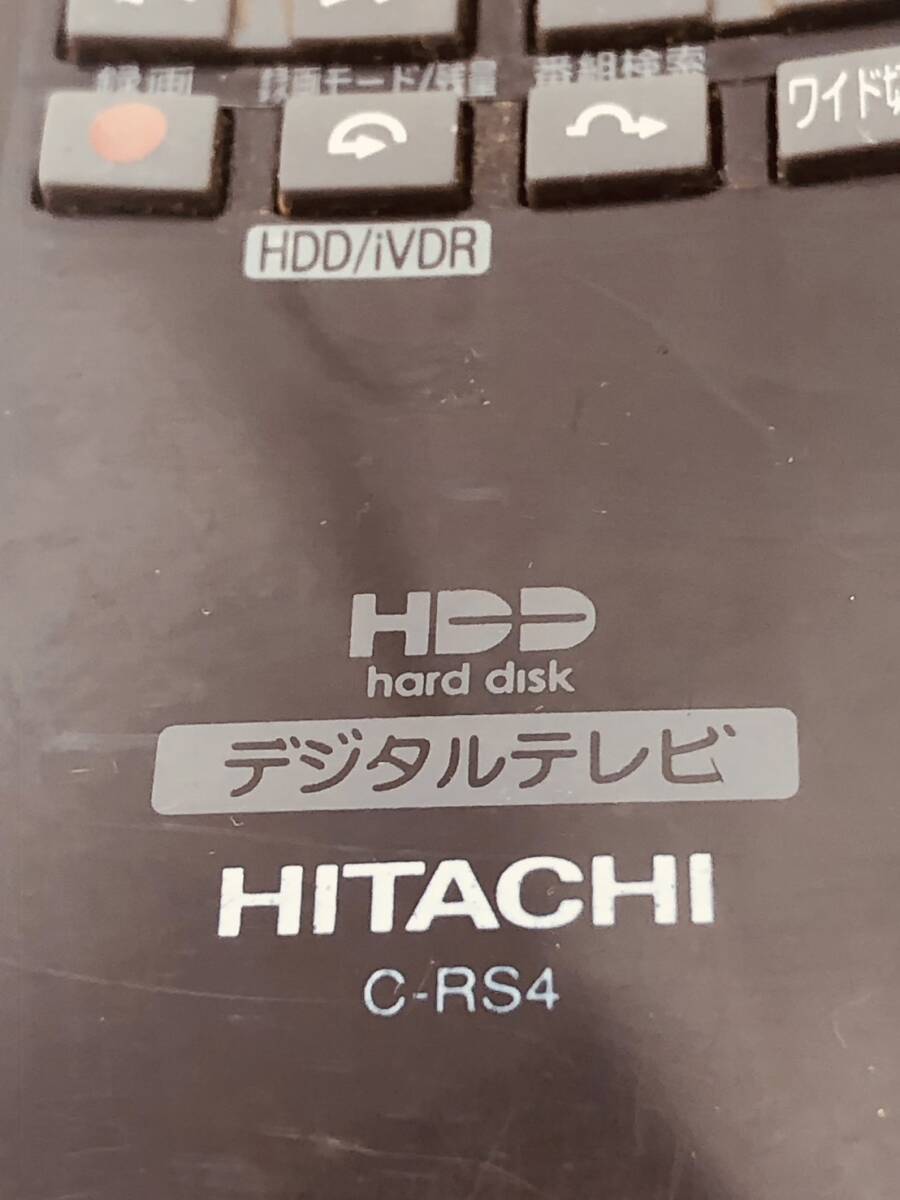 録画 録画モード/残量 番組検索
ワイド切
HDD/iVDR
HDD
hard disk
デジタルテレビ
HITACHI
C-RS4